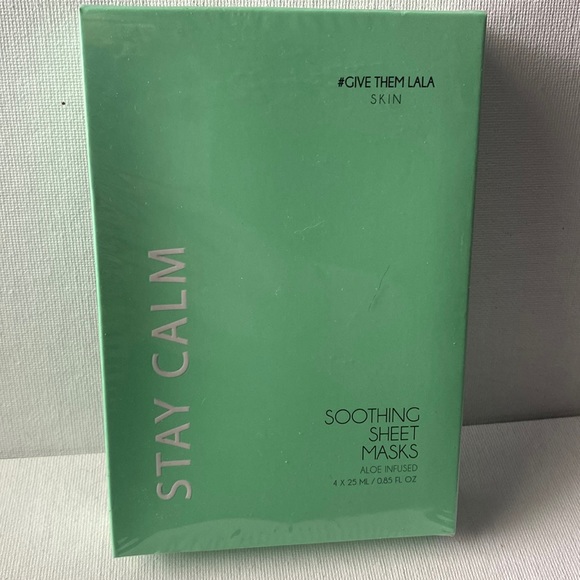 #GIVE THEM LALA
SKIN
STAY CALM
SOOTHING
SHEET
MASKS
ALOE INFUSED
4 X 25 ML / 0.85 FL OZ